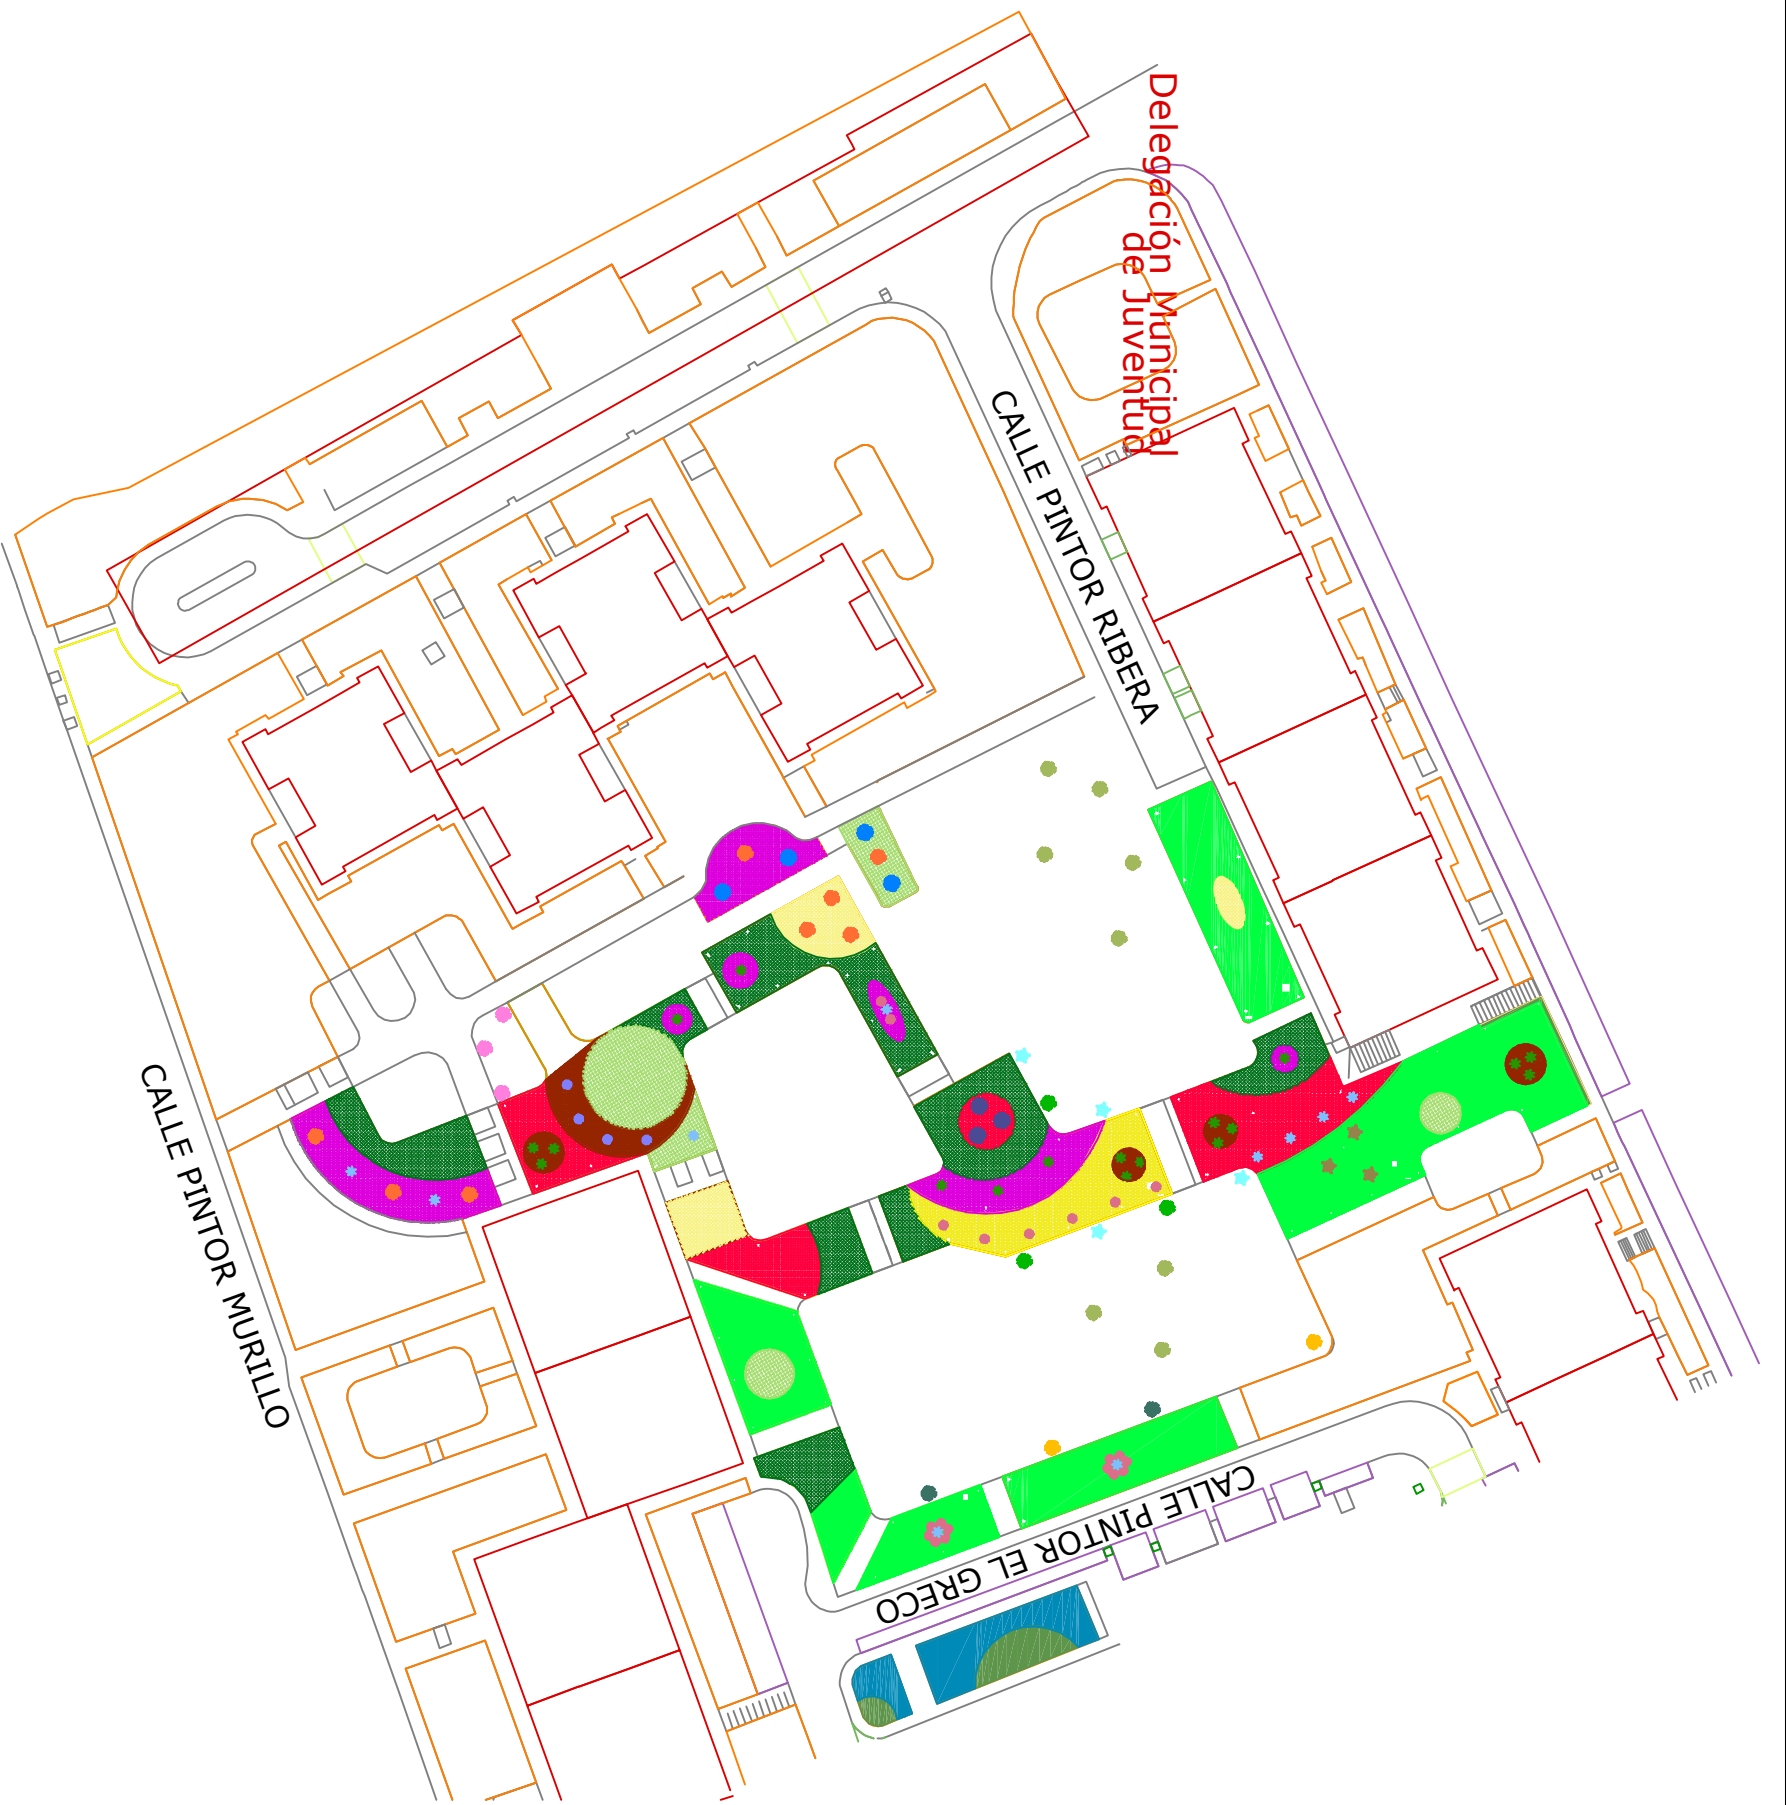 Delegación Municipal
de Juventud
CALLE PINTOR RIBERA
CALLE PINTOR MURILLO
CALLE PINTOR EL GRECO